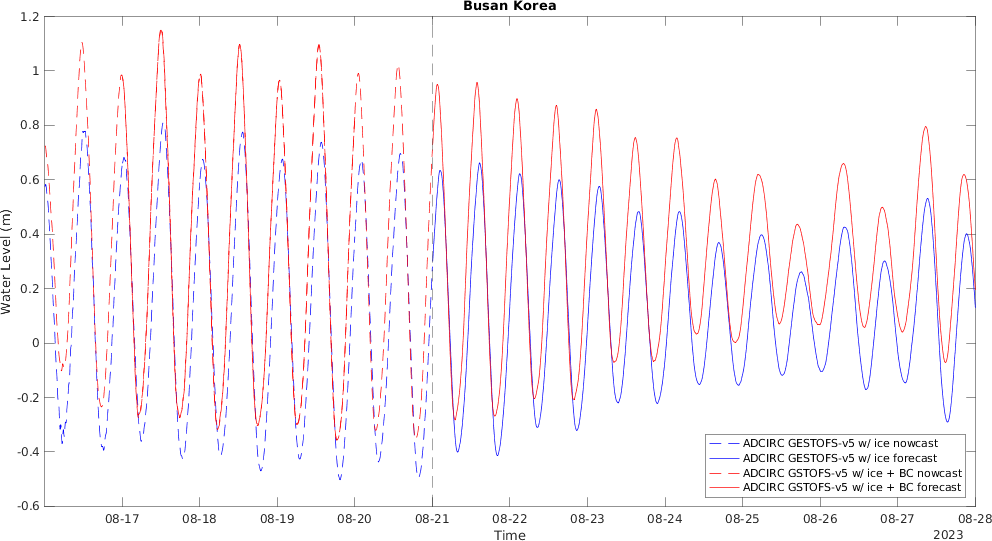 Busan Korea
1.2
1
0.8
0.6
0.4
0.2
0
-0.2
-0.4
-0.6
Water Level (m)
ADCIRC GESTOFS-v5 w/ ice nowcast
ADCIRC GESTOFS-v5 w/ ice forecast
ADCIRC GSTOFS-v5 w/ ice + BC nowcast
ADCIRC GSTOFS-v5 w/ ice + BC forecast
08-17 08-18 08-19 08-20 08-21 08-22 08-23 08-24 08-25 08-26 08-27 08-28
Time
2023